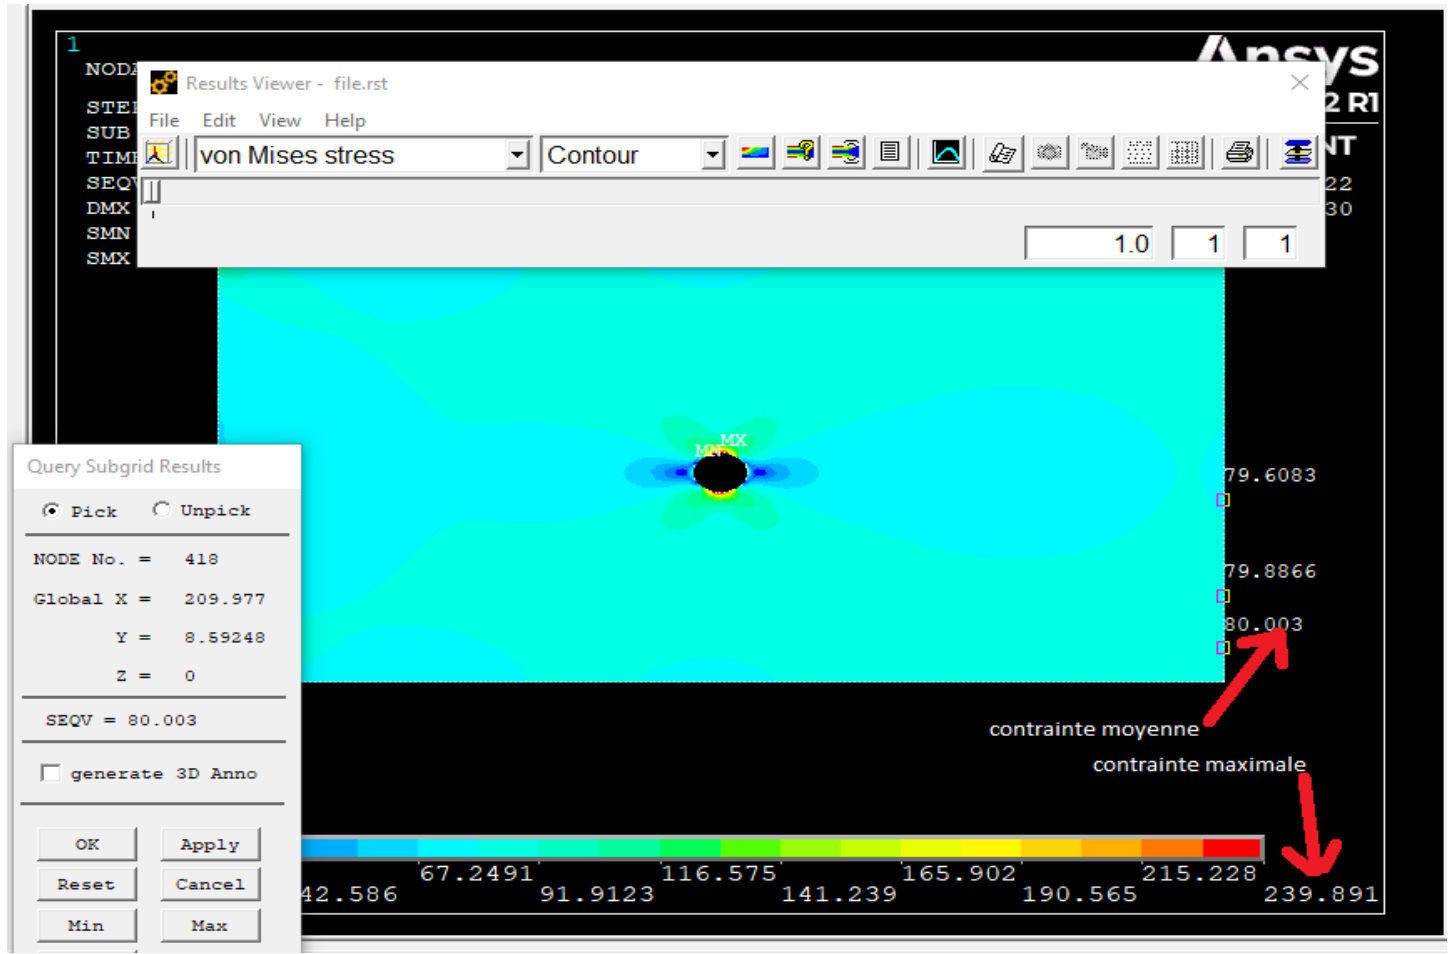 1
Ansys
2 R1
NODA
STEP
SUB
TIME
SEQV
DMX
SMN
SMX
NT
22
30
Results Viewer - file.rst
File Edit View Help
von Mises stress Contour
1.0 1 1
MN MX
79.6083
79.8866
80.003
contrainte moyenne
contrainte maximale
Query Subgrid Results
Pick Unpick
NODE No. = 418
Global X = 209.977
Y = 8.59248
Z = 0
SEQV = 80.003
generate 3D Anno
OK Apply
Reset Cancel
Min Max
67.2491 116.575 165.902 215.228
42.586 91.9123 141.239 190.565 239.891